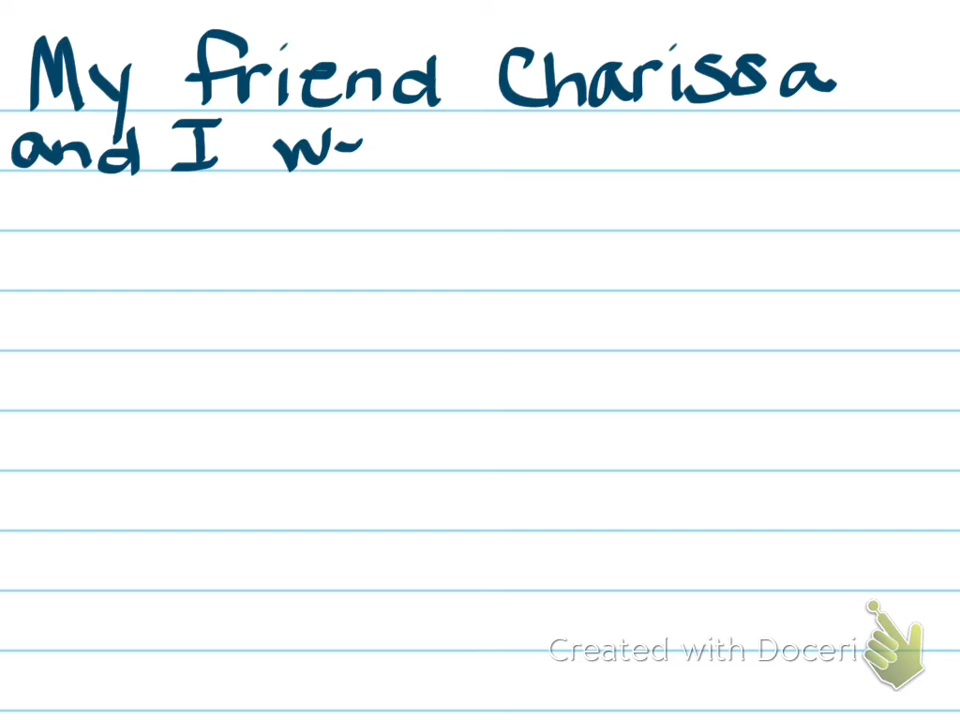 My friend Charissa
and I w
Created with Doceri